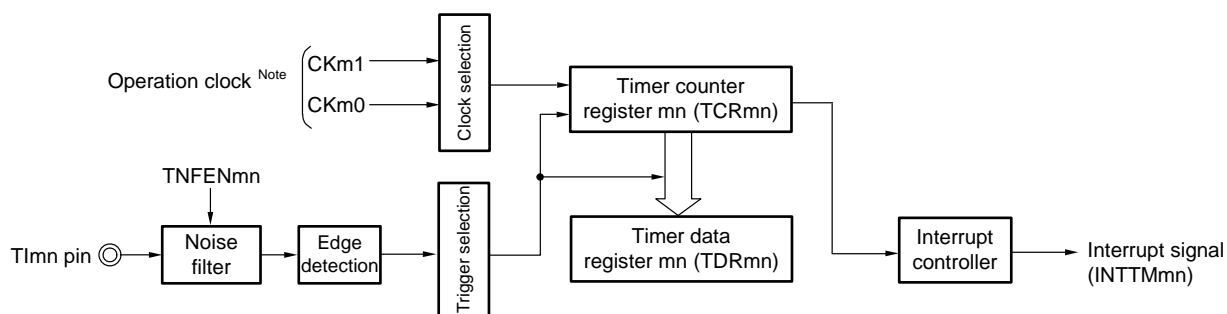 Operation clock Note
CKm1
CKm0
Clock selection
Timer counter
register mn (TCRmn)
TNFENmn
TImn pin
Noise
filter
Edge
detection
Trigger selection
Timer data
register mn (TDRmn)
Interrupt
controller
Interrupt signal
(INTTMmn)